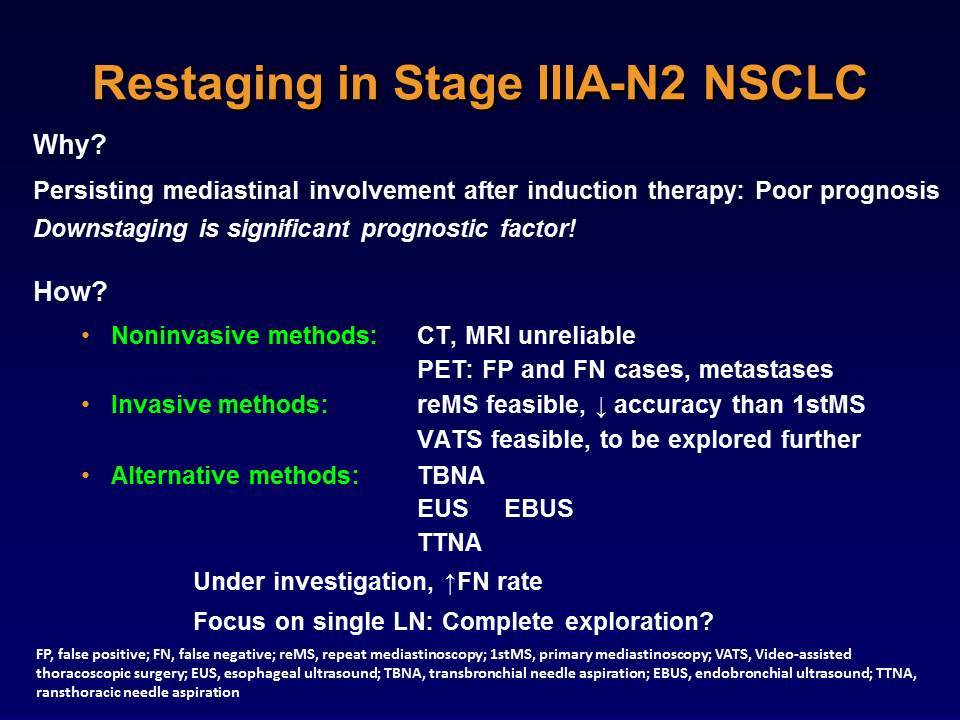 Restaging in Stage IIIA-N2 NSCLC
Why?
Persisting mediastinal involvement after induction therapy: Poor prognosis
Downstaging is significant prognostic factor!
How?
• Noninvasive methods: CT, MRI unreliable
PET: FP and FN cases, metastases
• Invasive methods: reMS feasible, ↓ accuracy than 1stMS
VATS feasible, to be explored further
• Alternative methods: TBNA
EUS EBUS
TTNA
Under investigation, ↑FN rate
Focus on single LN: Complete exploration?
FP, false positive; FN, false negative; reMS, repeat mediastinoscopy; 1stMS, primary mediastinoscopy; VATS, Video-assisted
thoracoscopic surgery; EUS, esophageal ultrasound; TBNA, transbronchial needle aspiration; EBUS, endobronchial ultrasound; TTNA,
ransthoracic needle aspiration